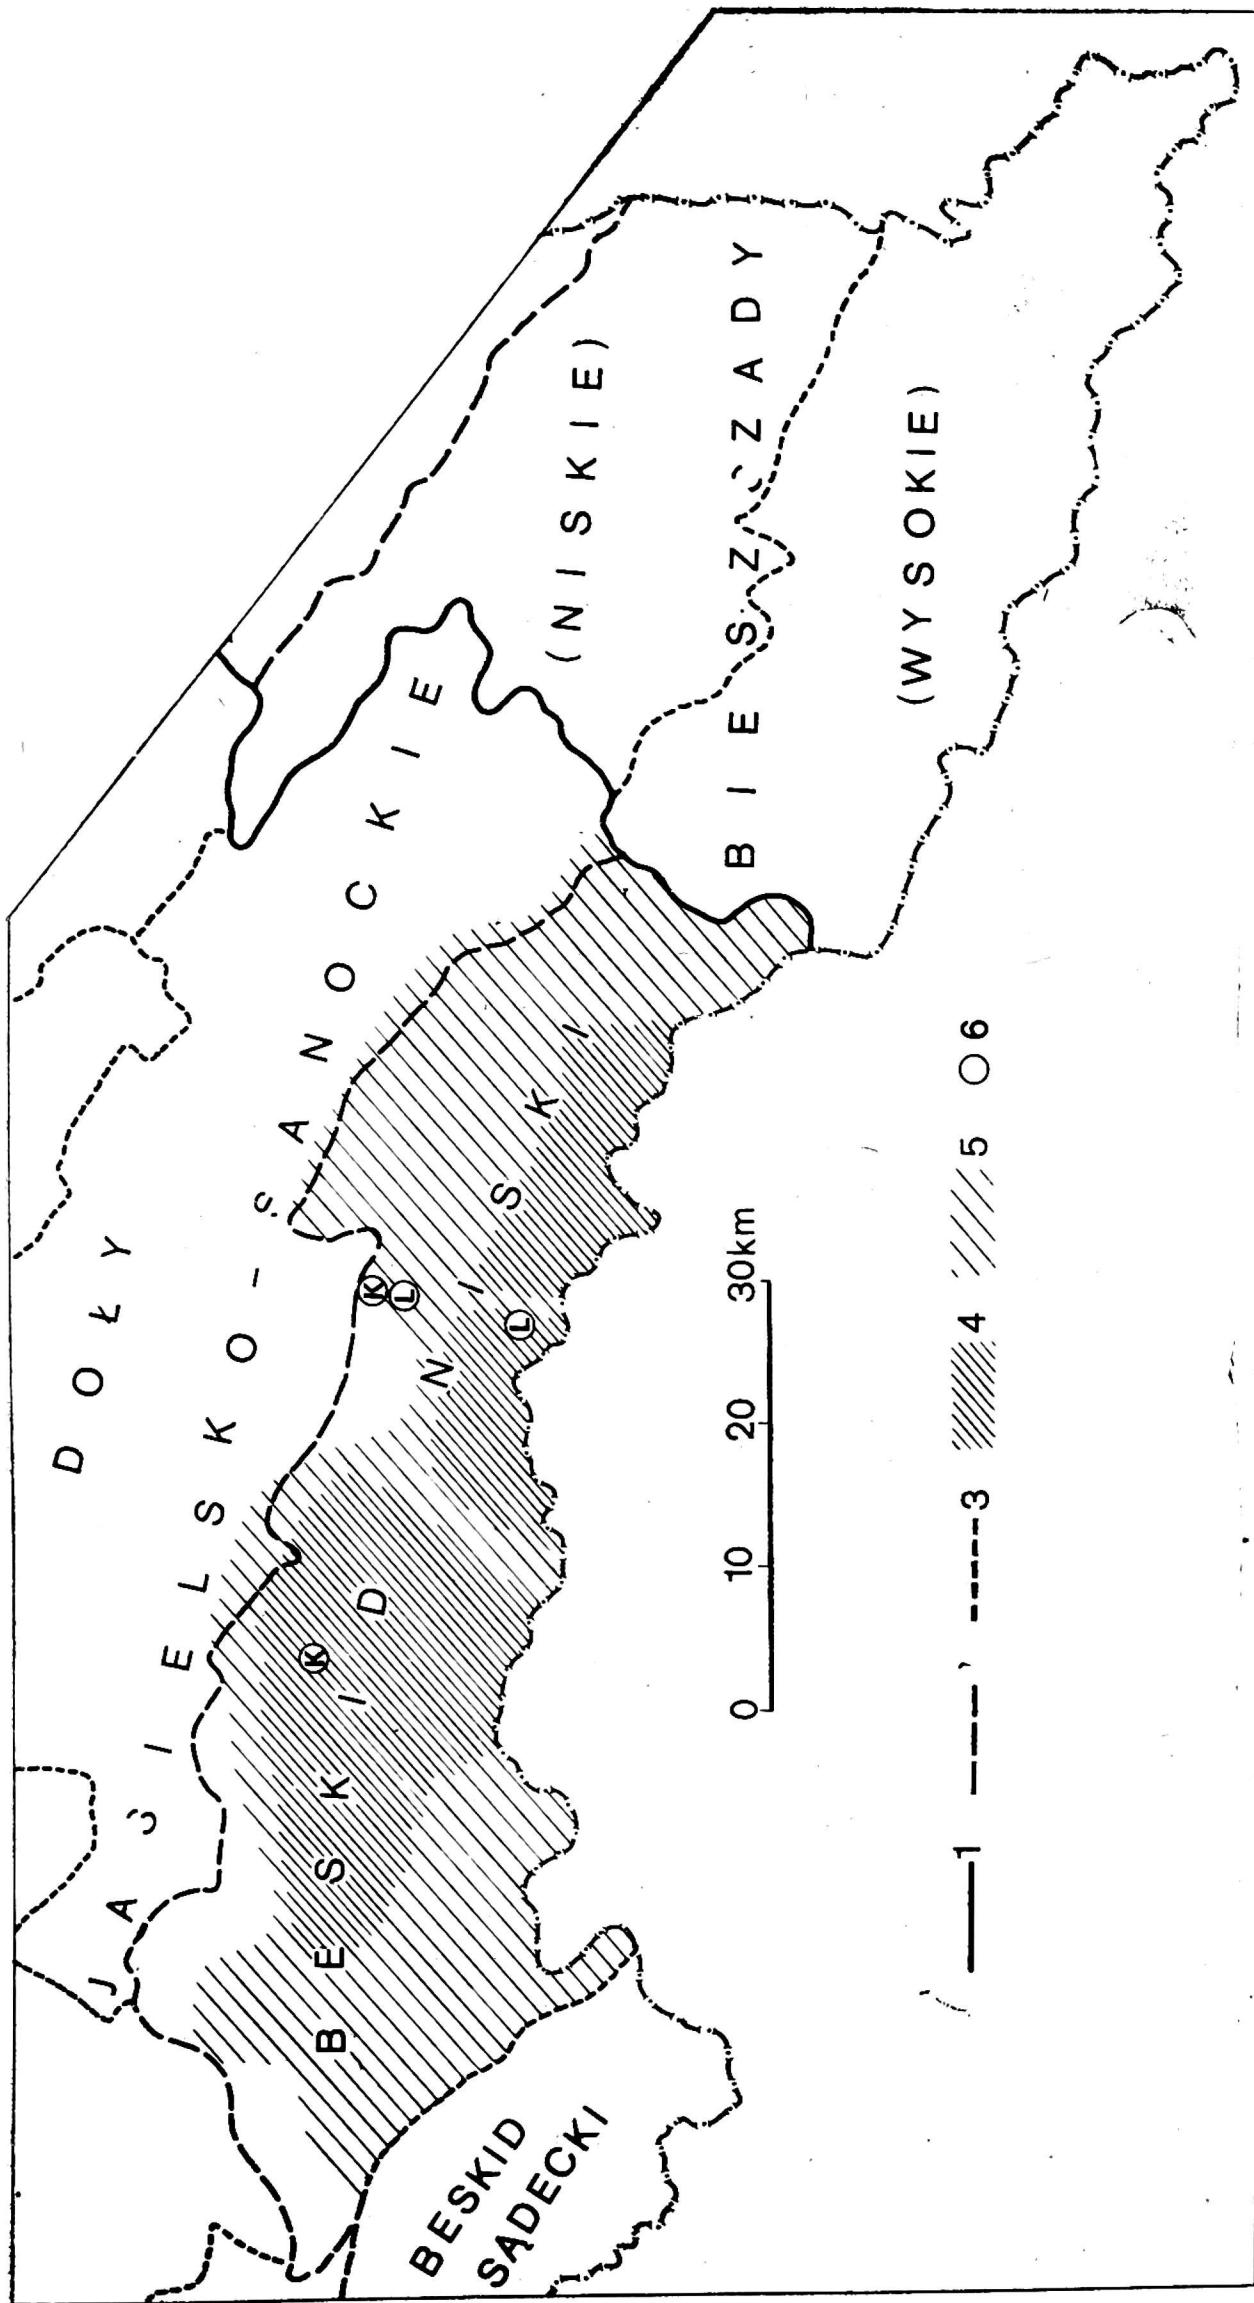 DOŁY
JASIELSKO-SANOCKIE
BESKID NISKI
BESKID
SĄDECKI
(NISKIE)
BIESZCZADY
(WYSOKIE)
K
K
L
L
0 10 20 30km
1 3 4 5 6